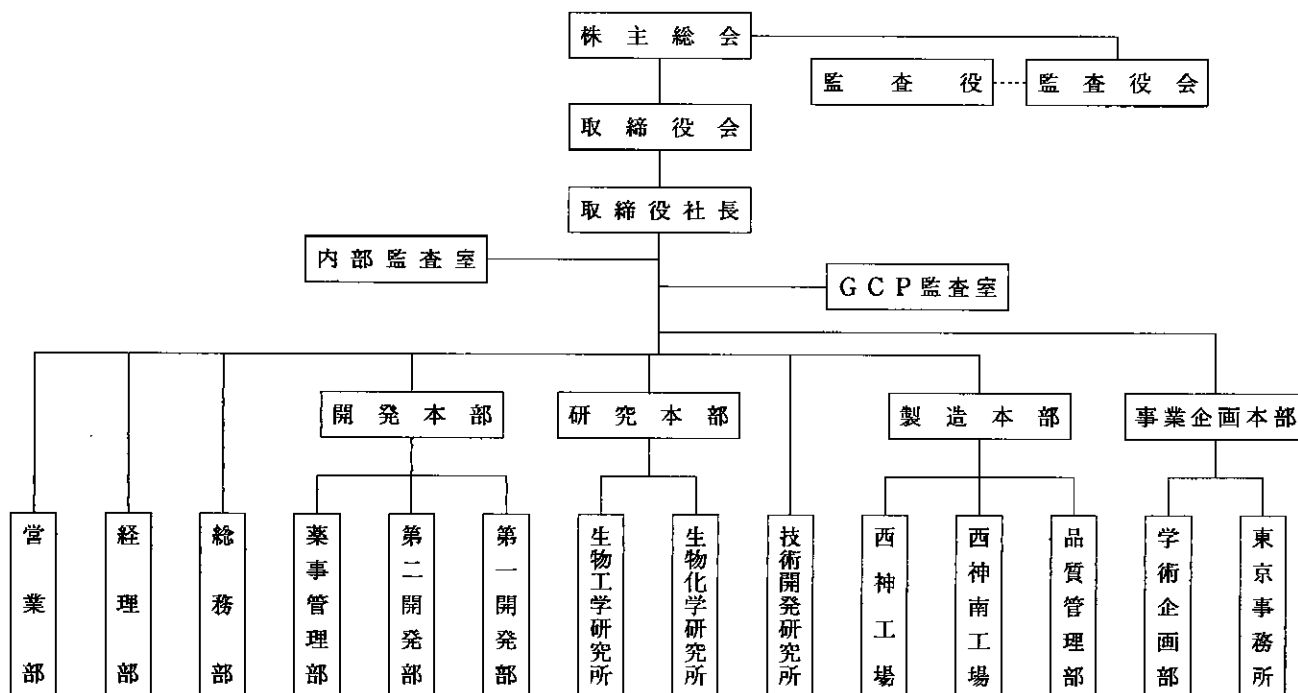 株主総会
監査役
監査役会
取締役会
取締役社長
内部監査室
GCP監査室
開発本部
研究本部
製造本部
事業企画本部
営業部
経理部
総務部
薬事管理部
第二開発部
第一開発部
生物工学研究所
生物化学研究所
技術開発研究所
西神工場
西神南工場
品質管理部
学術企画部
東京事務所